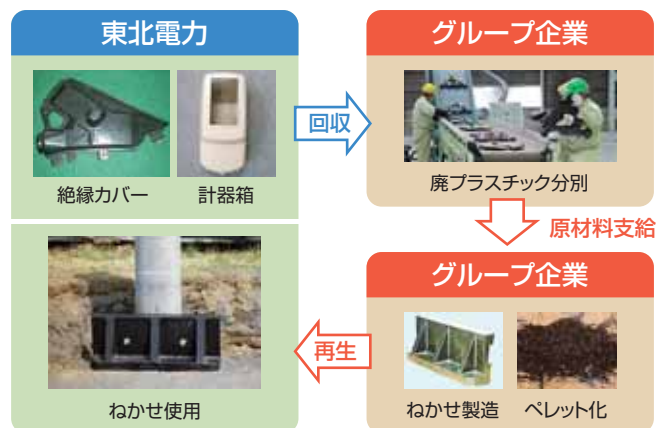 東北電力
絶縁カバー
計器箱
回収
グループ企業
廃プラスチック分別
原材料支給
グループ企業
ねかせ製造
ペレット化
再生
ねかせ使用